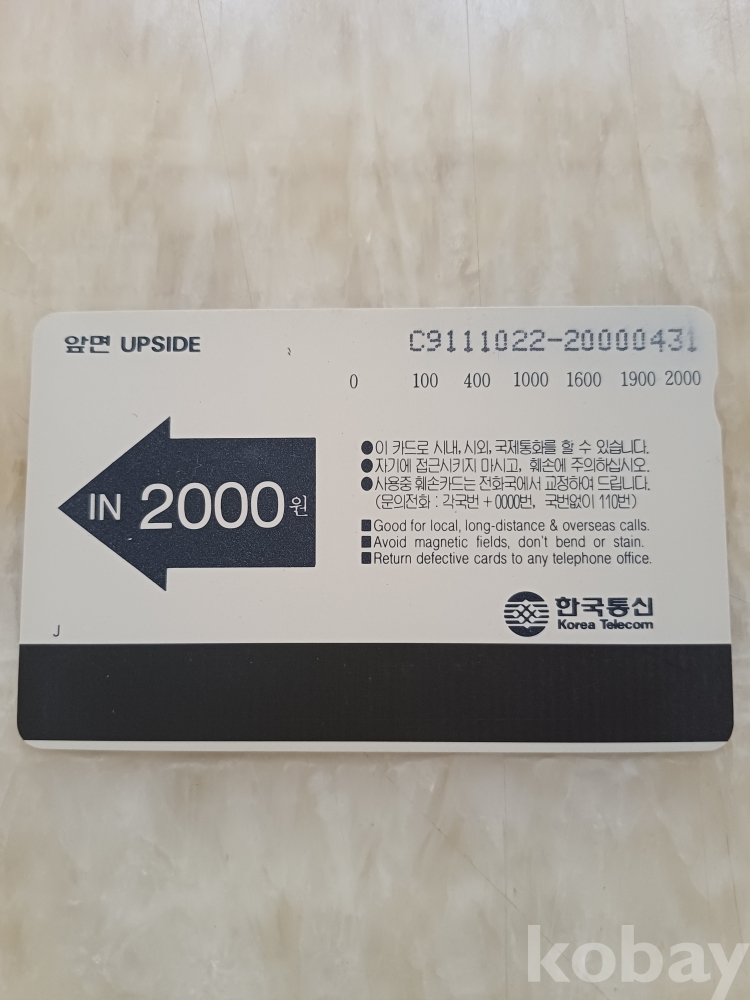 앞면 UPSIDE
C9111022-20000431
0 100 400 1000 1600 1900 2000
IN 2000원
●이 카드로 시내, 시외, 국제통화를 할 수 있습니다.
●자기에 접근시키지 마시고, 훼손에 주의하십시오.
●사용중 훼손카드는 전화국에서 교정하여 드립니다.
(문의전화 : 각국번 + 0000번, 국번없이 110번)
■Good for local, long-distance & overseas calls.
■Avoid magnetic fields, don't bend or stain.
■Return defective cards to any telephone office.
한국통신
Korea Telecom
J
kobay